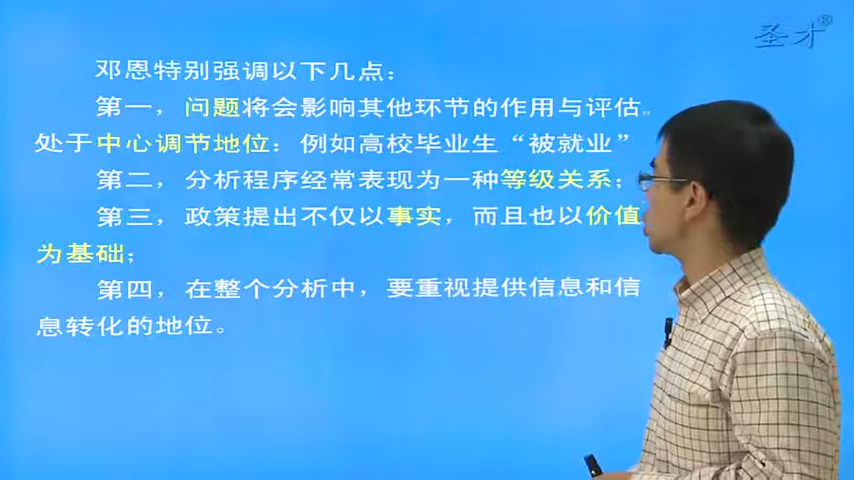 圣才®
邓恩特别强调以下几点：
第一，问题将会影响其他环节的作用与评估，
处于中心调节地位：例如高校毕业生“被就业”
第二，分析程序经常表现为一种等级关系；
第三，政策提出不仅以事实，而且也以价值
为基础；
第四，在整个分析中，要重视提供信息和信
息转化的地位。